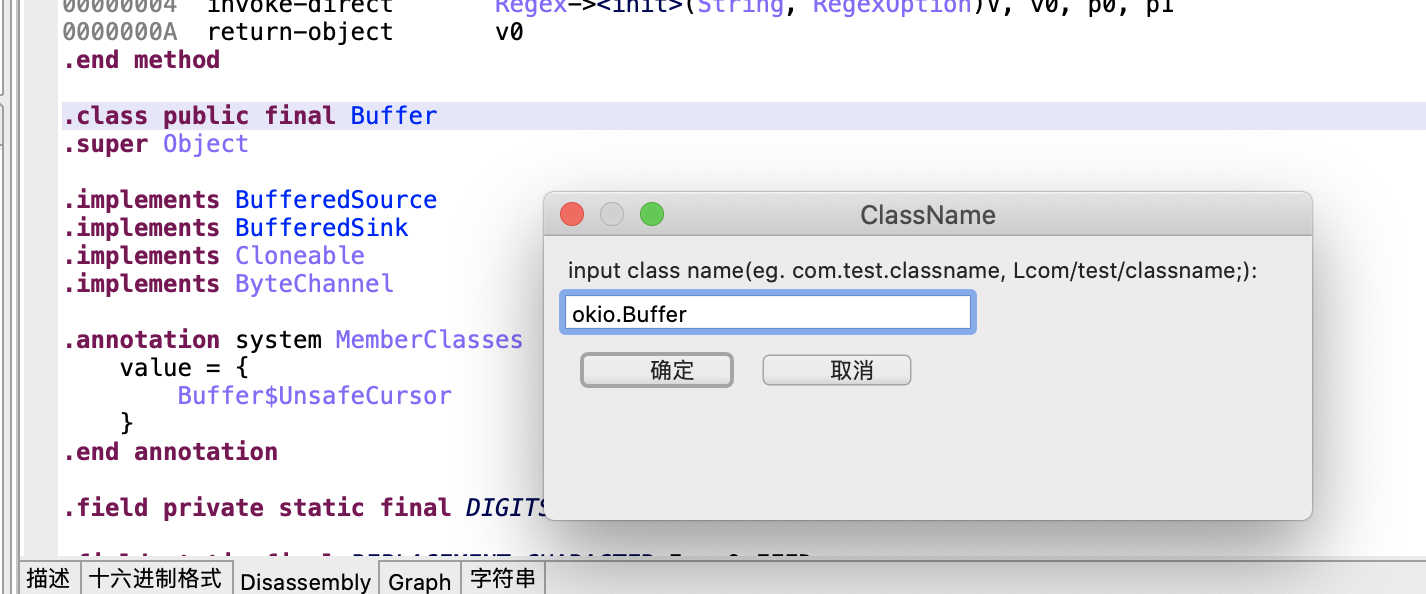 00000004 invoke-direct Regex-><init>(String, RegexOption)V, v0, p0, p1
0000000A return-object v0
.end method
.class public final Buffer
.super Object
.implements BufferedSource
.implements BufferedSink
.implements Cloneable
.implements ByteChannel
.annotation system MemberClasses
value = {
Buffer$UnsafeCursor
}
.end annotation
.field private static final DIGITS
ClassName
input class name(eg. com.test.classname, Lcom/test/classname;):
okio.Buffer
确定
取消
描述
十六进制格式
Disassembly
Graph
字符串